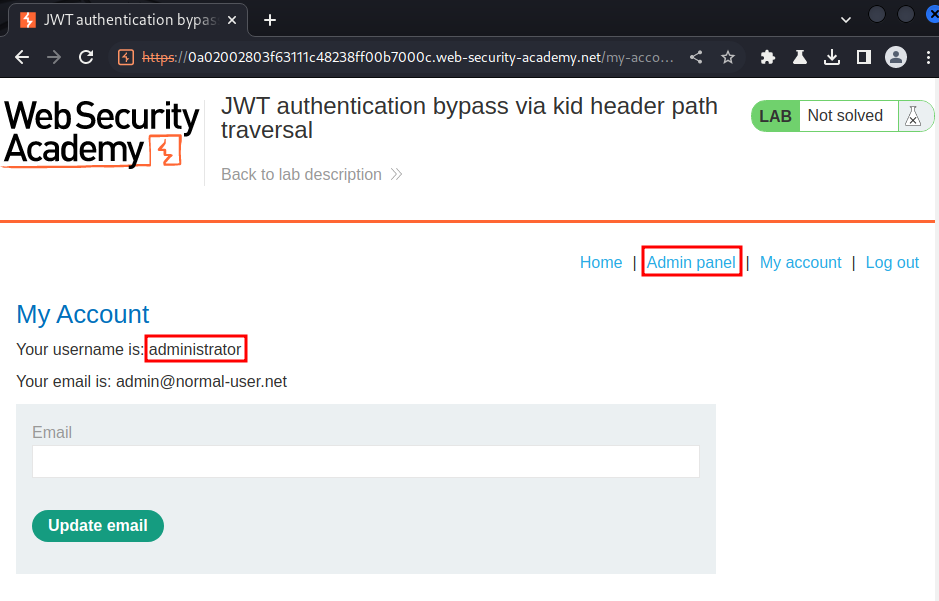 JWT authentication bypas
https://0a02002803f63111c48238ff00b7000c.web-security-academy.net/my-acco...
Web Security
Academy
JWT authentication bypass via kid header path
traversal
Back to lab description
LAB Not solved
Home | Admin panel | My account | Log out
My Account
Your username is: administrator
Your email is: admin@normal-user.net
Email
Update email